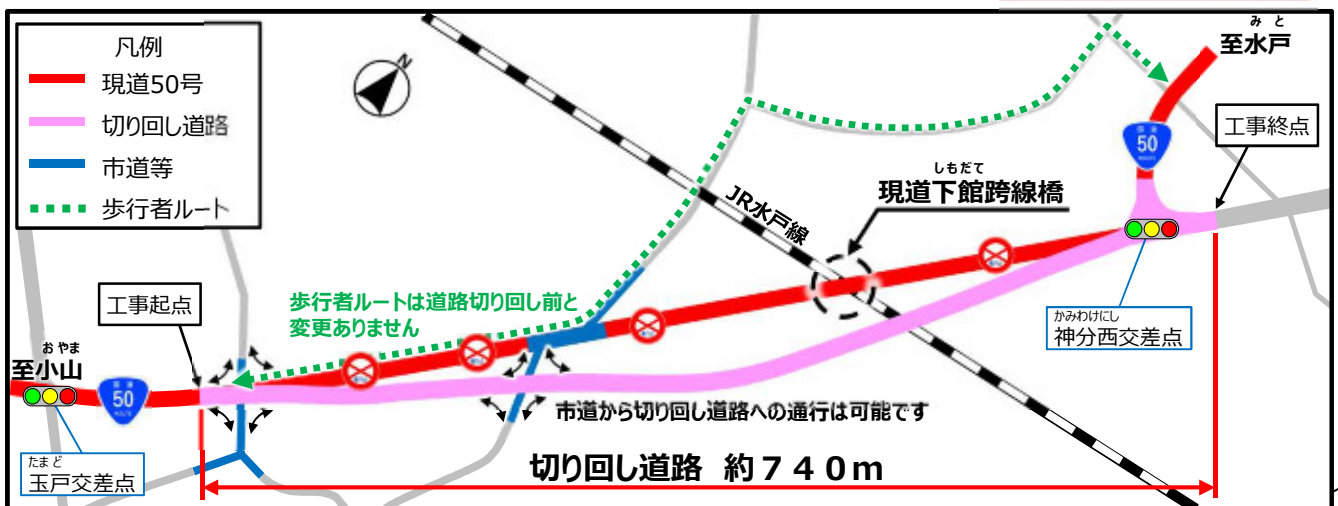 凡例
現道50号
切り回し道路
市道等
歩行者ルート
N
みと
至水戸
50
工事終点
しもだて
現道下館跨線橋
JR水戸線
工事起点
歩行者ルートは道路切り回し前と
変更ありません
かみわけにし
神分西交差点
おやま
至小山
50
ROUTE
市道から切り回し道路への通行は可能です
たまど
玉戸交差点
切り回し道路 約740m